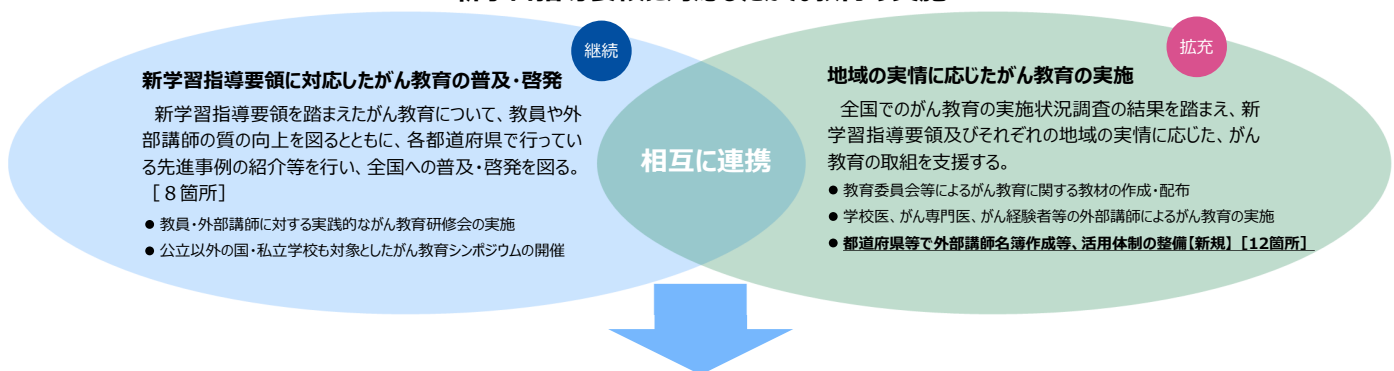 継続
新学習指導要領に対応したがん教育の普及・啓発
新学習指導要領を踏まえたがん教育について、教員や外
部講師の質の向上を図るとともに、各都道府県で行ってい
る先進事例の紹介等を行い、全国への普及・啓発を図る。
［８箇所］
● 教員・外部講師に対する実践的ながん教育研修会の実施
● 公立以外の国・私立学校も対象としたがん教育シンポジウムの開催
相互に連携
拡充
地域の実情に応じたがん教育の実施
全国でのがん教育の実施状況調査の結果を踏まえ、新
学習指導要領及びそれぞれの地域の実情に応じた、がん
教育の取組を支援する。
● 教育委員会等によるがん教育に関する教材の作成・配布
● 学校医、がん専門医、がん経験者等の外部講師によるがん教育の実施
● 都道府県等で外部講師名簿作成等、活用体制の整備【新規】［12箇所］